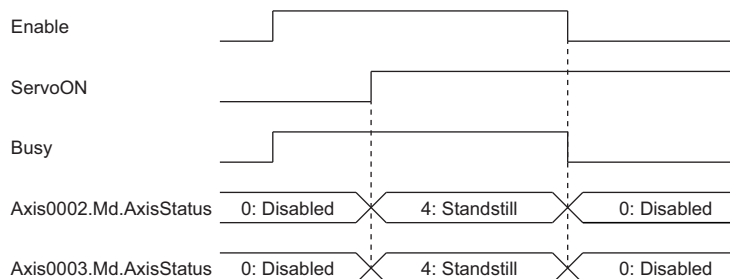 Enable
ServoON
Busy
Axis0002.Md.AxisStatus 0: Disabled 4: Standstill 0: Disabled
Axis0003.Md.AxisStatus 0: Disabled 4: Standstill 0: Disabled